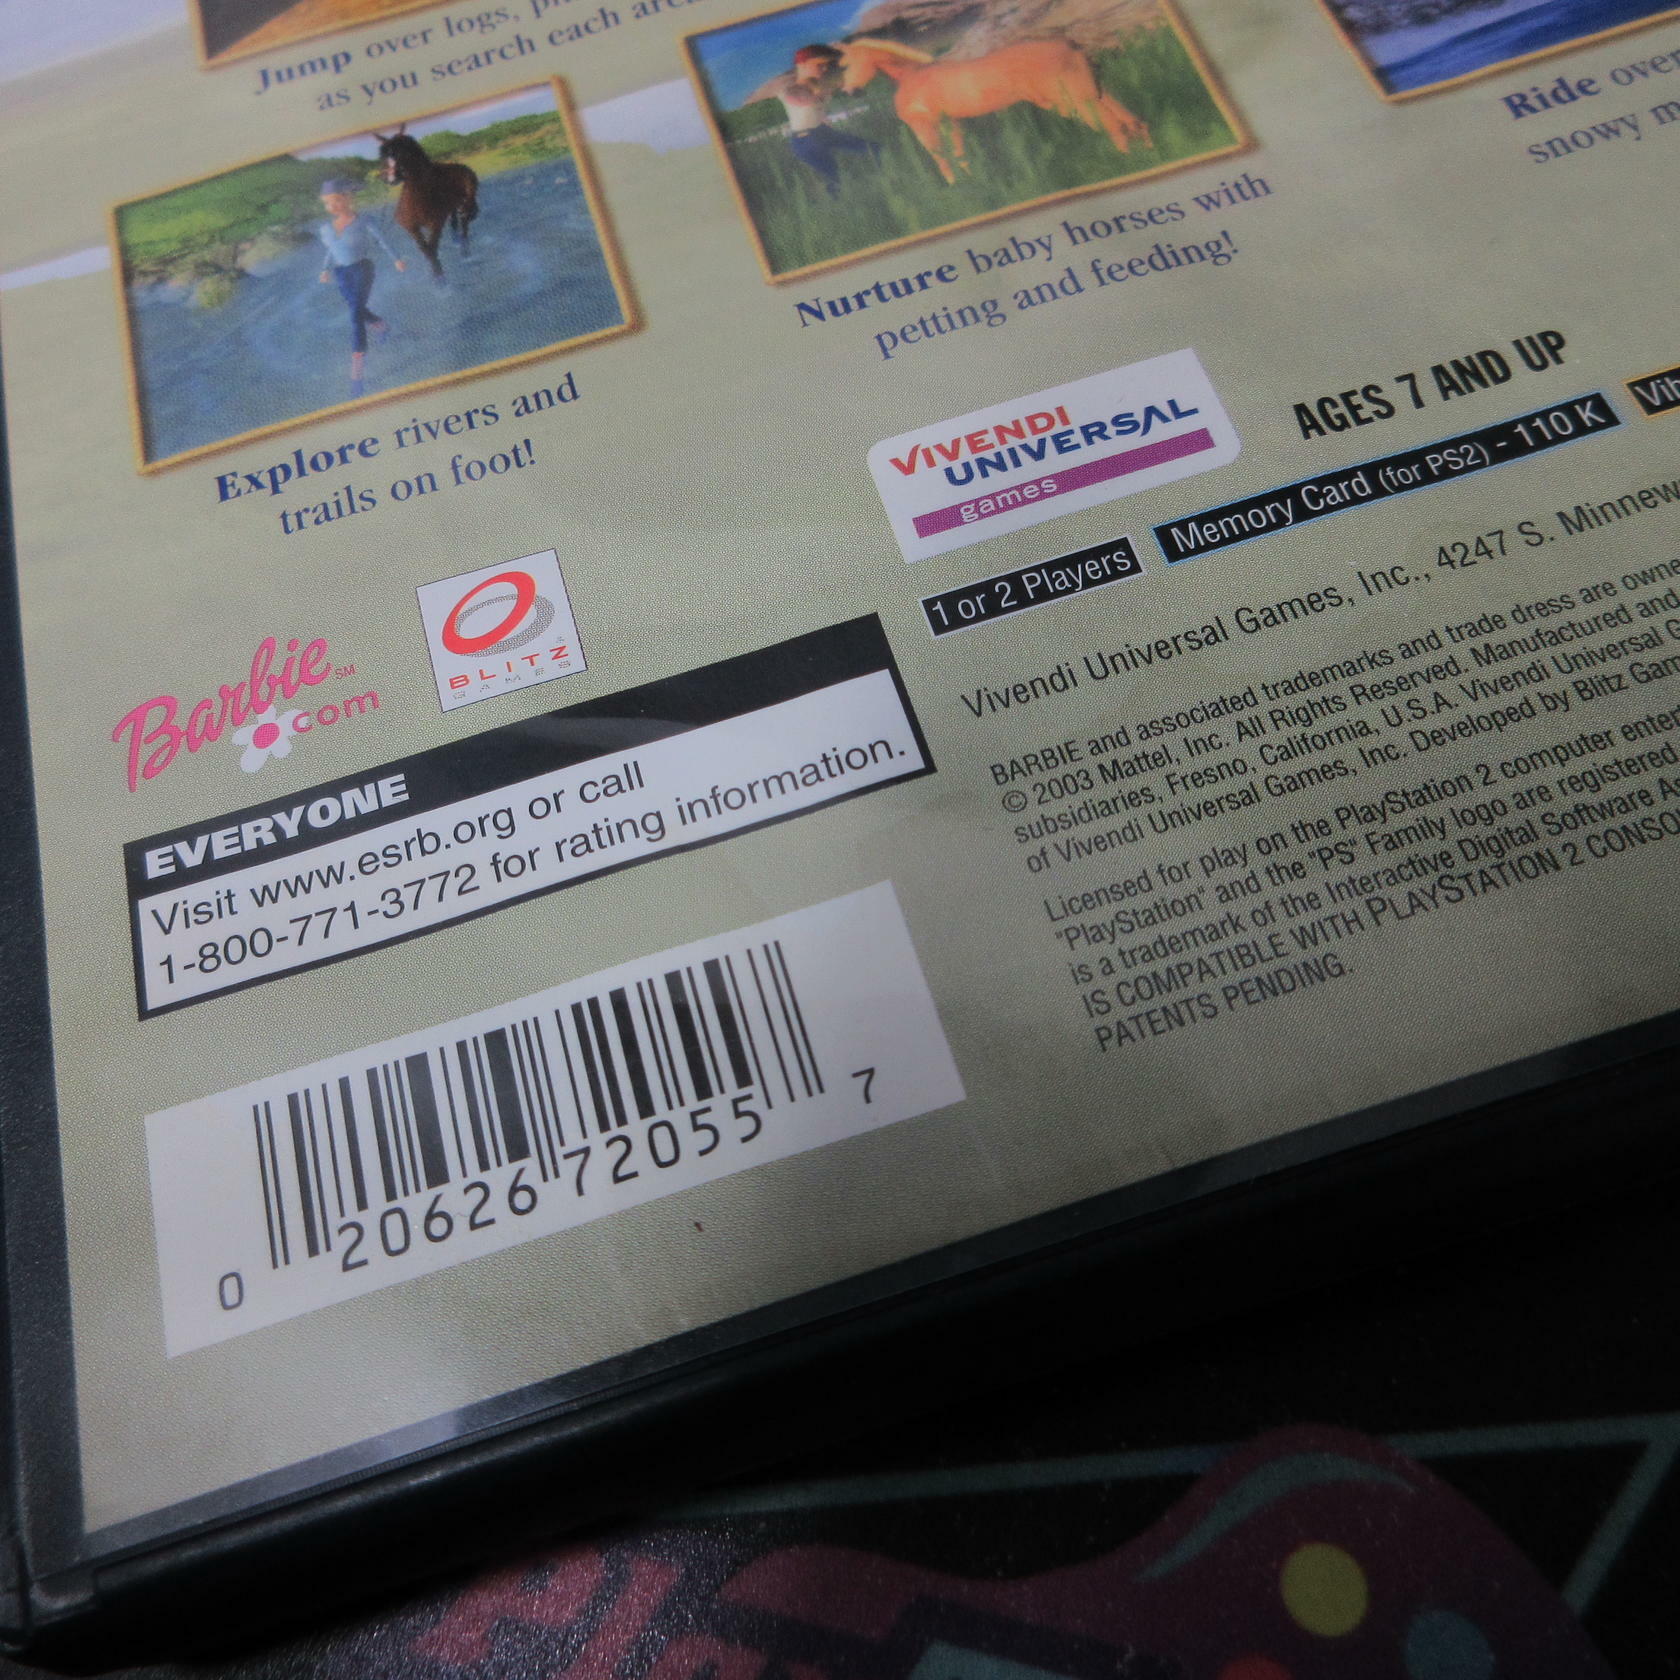 Jump over logs,
as you search each
Explore rivers and
trails on foot!
Nurture baby horses with
petting and feeding!
Ride over
snowy
VIVENDI
UNIVERSAL
games
AGES 7 AND UP
1 or 2 Players
Memory Card (for PS2) - 110 K
Barbie SM
.com
BLITZ
GAMES
EVERYONE
Visit www.esrb.org or call
1-800-771-3772 for rating information.
Vivendi Universal Games, Inc., 4247 S.
BARBIE and associated trademarks and trade dress are
© 2003 Mattel, Inc. All Rights Reserved. Manufactured and
subsidiaries, Fresno, California, U.S.A. Vivendi Universal
of Vivendi Universal Games, Inc. Developed by Blitz
Licensed for play on the PlayStation 2 computer
"PlayStation" and the "PS" Family logo are registered
is a trademark of the Interactive Digital Software
IS COMPATIBLE WITH PLAYSTATION 2
PATENTS PENDING.
0 20626 72055 7